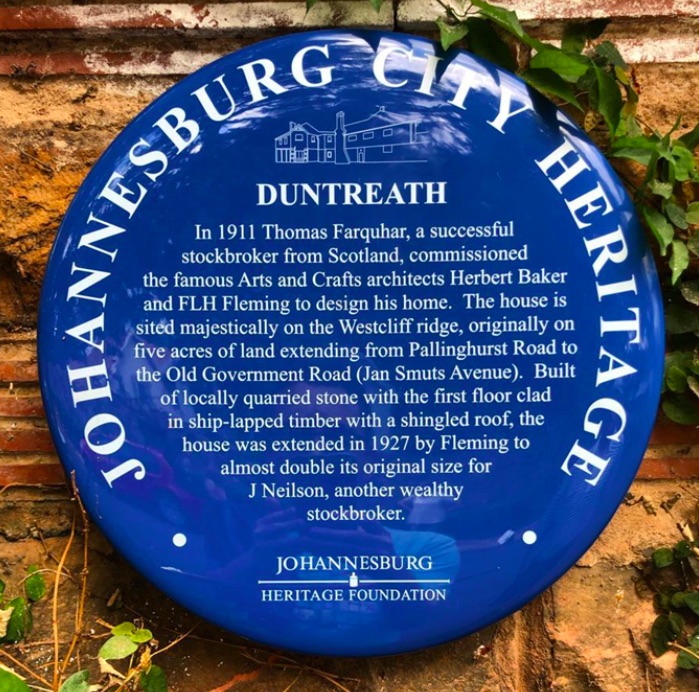 JOHANNESBURG CITY HERITAGE
DUNTREATH
In 1911 Thomas Farquhar, a successful
stockbroker from Scotland, commissioned
the famous Arts and Crafts architects Herbert Baker
and FLH Fleming to design his home. The house is
sited majestically on the Westcliff ridge, originally on
five acres of land extending from Pallinghurst Road to
the Old Government Road (Jan Smuts Avenue). Built
of locally quarried stone with the first floor clad
in ship-lapped timber with a shingled roof, the
house was extended in 1927 by Fleming to
almost double its original size for
J Neilson, another wealthy
stockbroker.
JOHANNESBURG
HERITAGE FOUNDATION